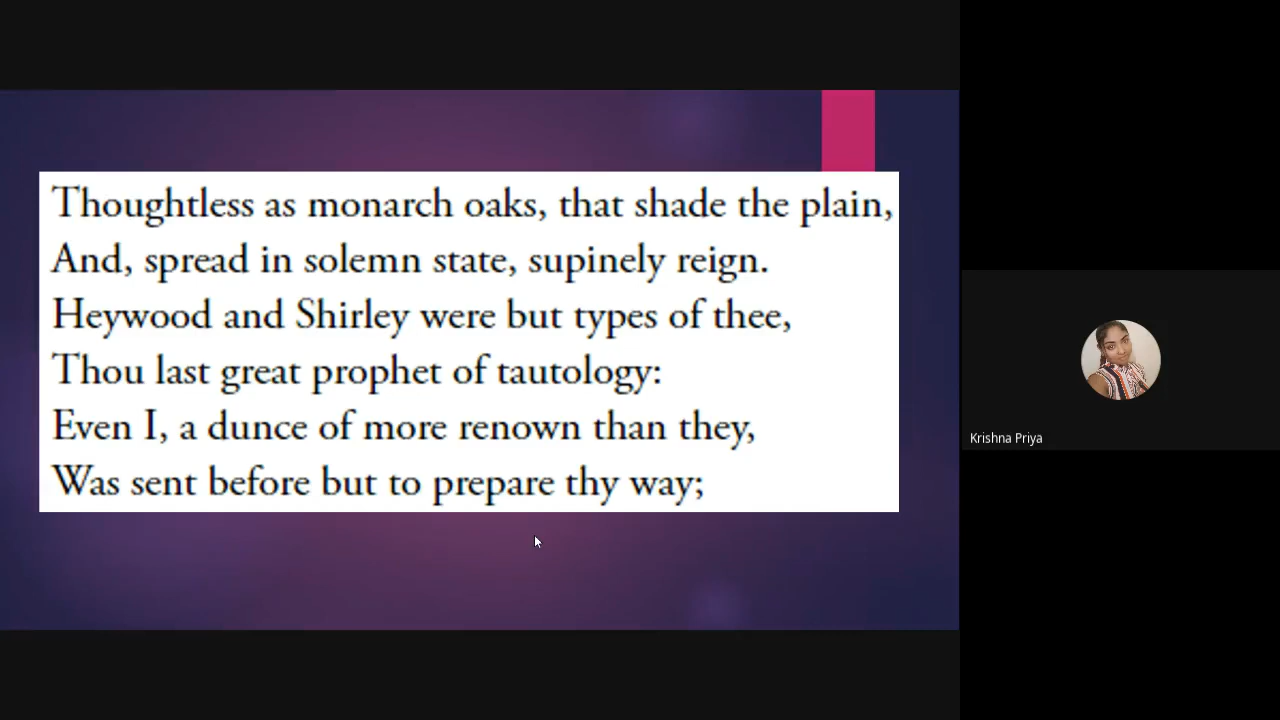 Thoughtless as monarch oaks, that shade the plain,
And, spread in solemn state, supinely reign.
Heywood and Shirley were but types of thee,
Thou last great prophet of tautology:
Even I, a dunce of more renown than they,
Was sent before but to prepare thy way;
Krishna Priya